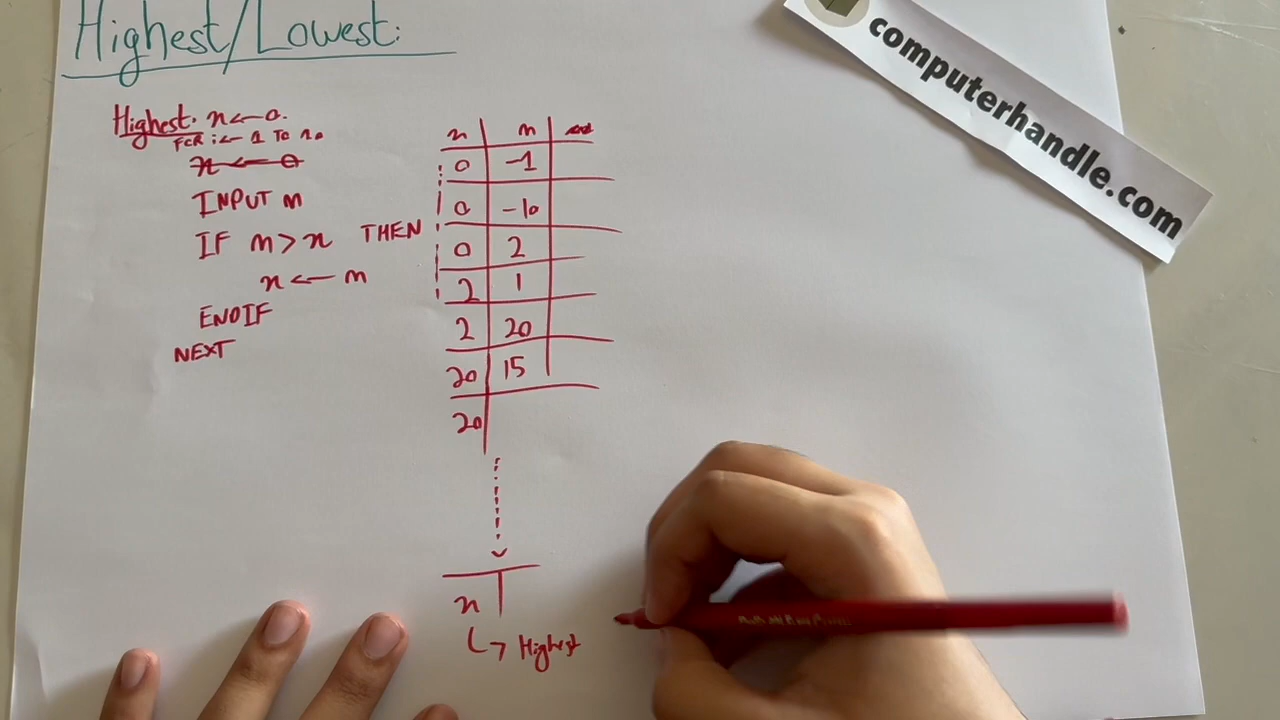 Highest/Lowest:
Highest: n ← 0.
FOR i ← 1 TO 10
n ← 0
INPUT m
IF m > n THEN
n ← m
ENDIF
NEXT
n m
0 -1
0 -10
0 2
2 1
2 20
20 15
20
n
↳ Highest
computerhandle.com